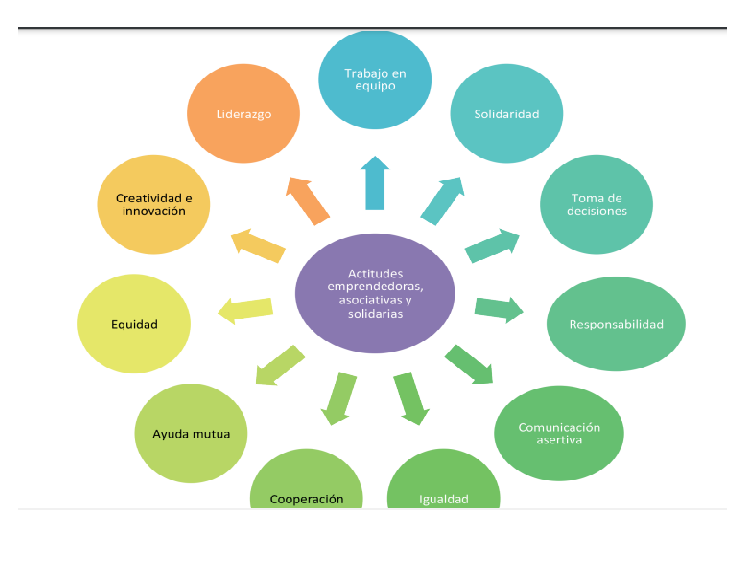 Trabajo en
equipo
Solidaridad
Toma de
decisiones
Responsabilidad
Comunicación
asertiva
Igualdad
Cooperación
Ayuda mutua
Equidad
Creatividad e
innovación
Liderazgo
Actitudes
emprendedoras,
asociativas y
solidarias